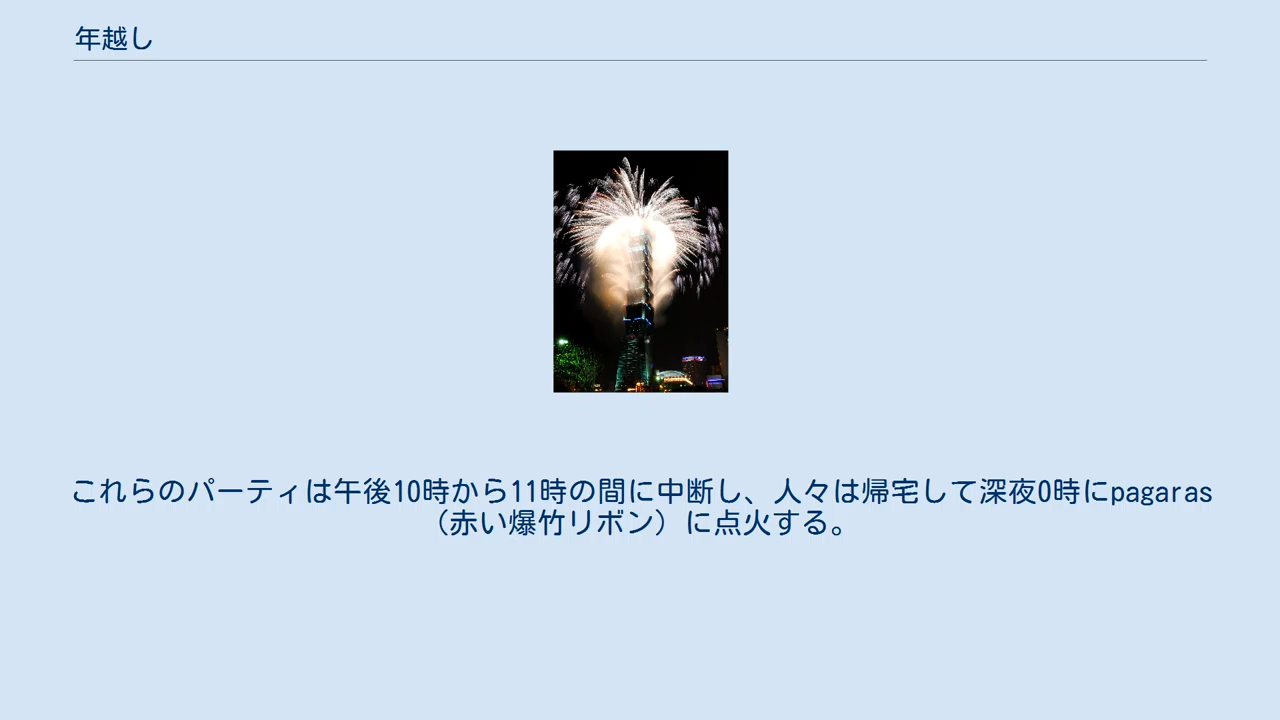 年越し
これらのパーティは午後10時から11時の間に中断し、人々は帰宅して深夜0時にpagaras
（赤い爆竹リボン）に点火する。